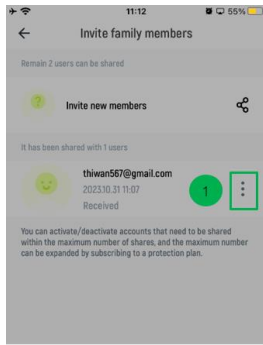 11:12
55%
Invite family members
Remain 2 users can be shared
Invite new members
It has been shared with 1 users
thiwan567@gmail.com
2023.10.31 11:07
Received
1
You can activate/deactivate accounts that need to be shared
within the maximum number of shares, and the maximum number
can be expanded by subscribing to a protection plan.